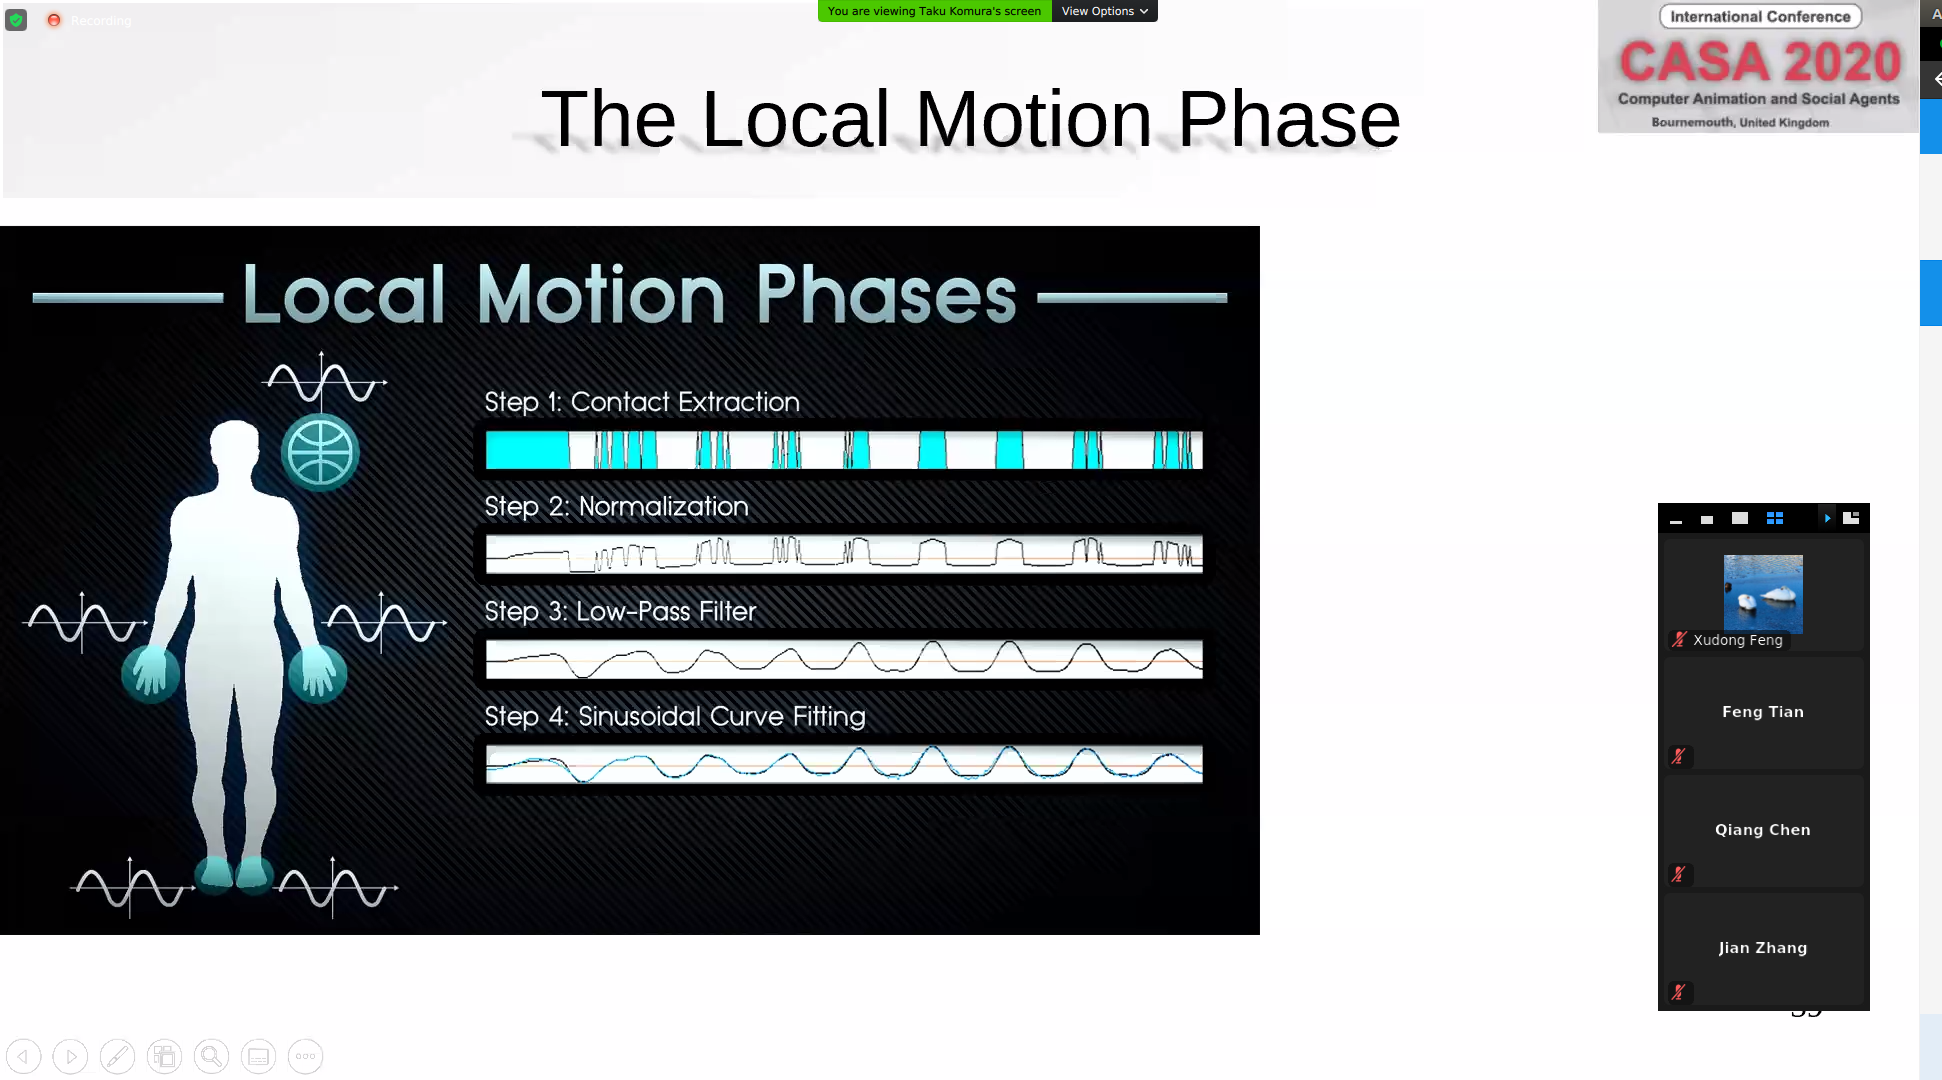 Recording
You are viewing Taku Komura's screen
View Options
International Conference
CASA 2020
Computer Animation and Social Agents
Bournemouth, United Kingdom
The Local Motion Phase
Local Motion Phases
Step 1: Contact Extraction
Step 2: Normalization
Step 3: Low-Pass Filter
Step 4: Sinusoidal Curve Fitting
Xudong Feng
Feng Tian
Qiang Chen
Jian Zhang